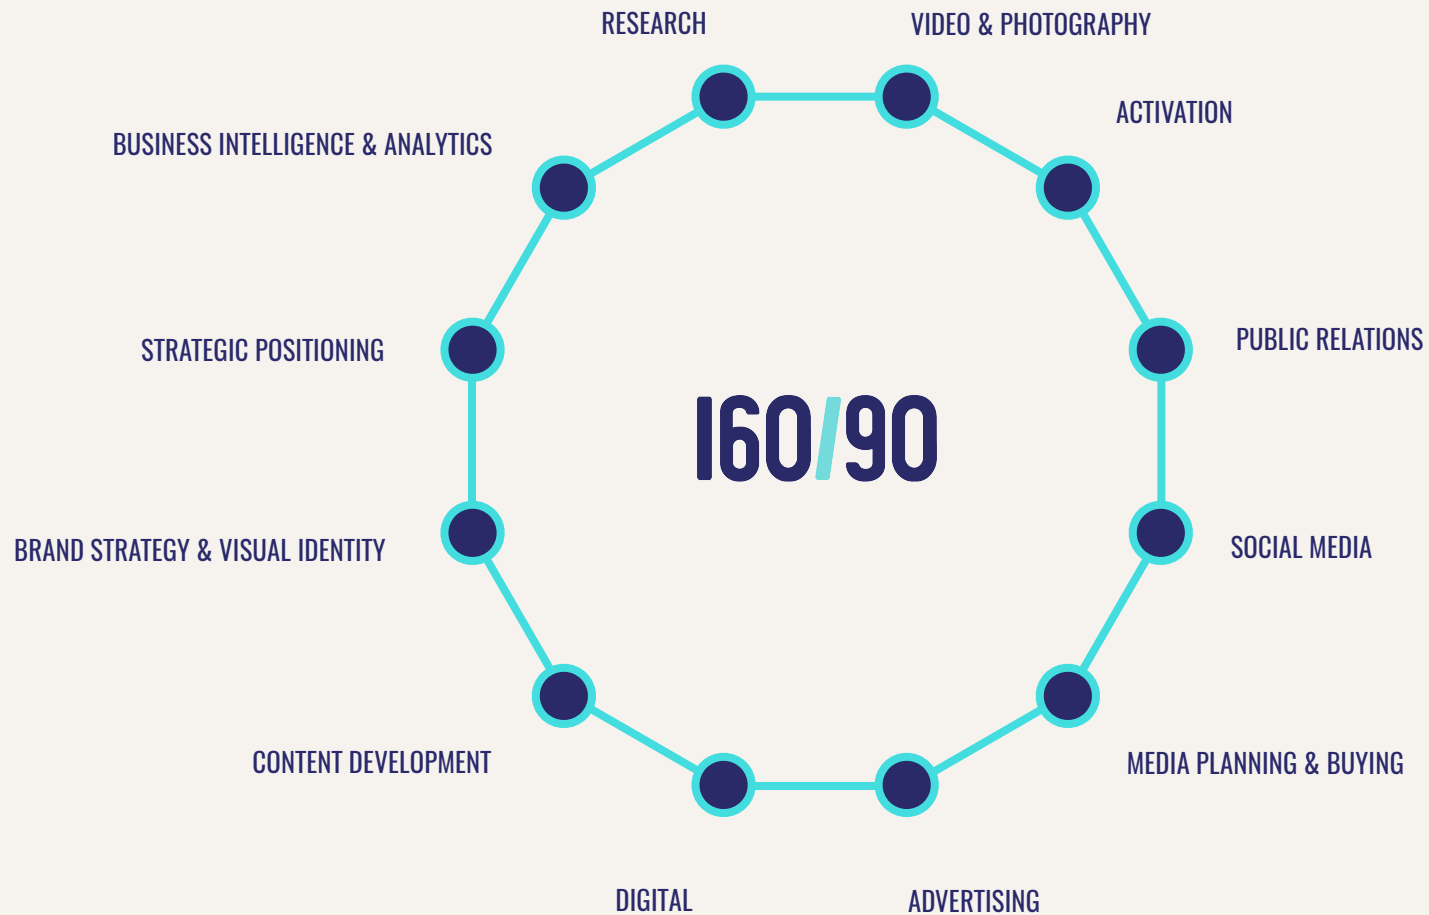 RESEARCH
VIDEO & PHOTOGRAPHY
ACTIVATION
BUSINESS INTELLIGENCE & ANALYTICS
PUBLIC RELATIONS
STRATEGIC POSITIONING
160/90
SOCIAL MEDIA
BRAND STRATEGY & VISUAL IDENTITY
CONTENT DEVELOPMENT
MEDIA PLANNING & BUYING
DIGITAL
ADVERTISING